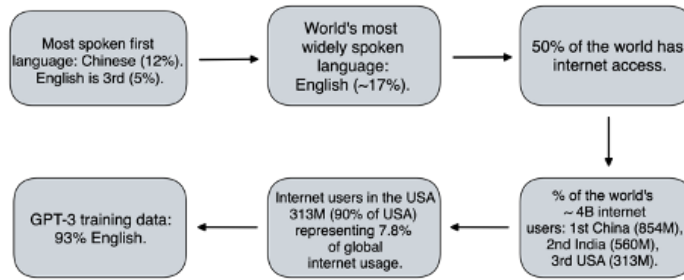 Most spoken first
language: Chinese (12%).
English is 3rd (5%).
World's most
widely spoken
language:
English (~17%).
50% of the world has
internet access.
% of the world's
~ 4B internet
users: 1st China (854M),
2nd India (560M),
3rd USA (313M).
Internet users in the USA
313M (90% of USA)
representing 7.8%
of global
internet usage.
GPT-3 training data:
93% English.